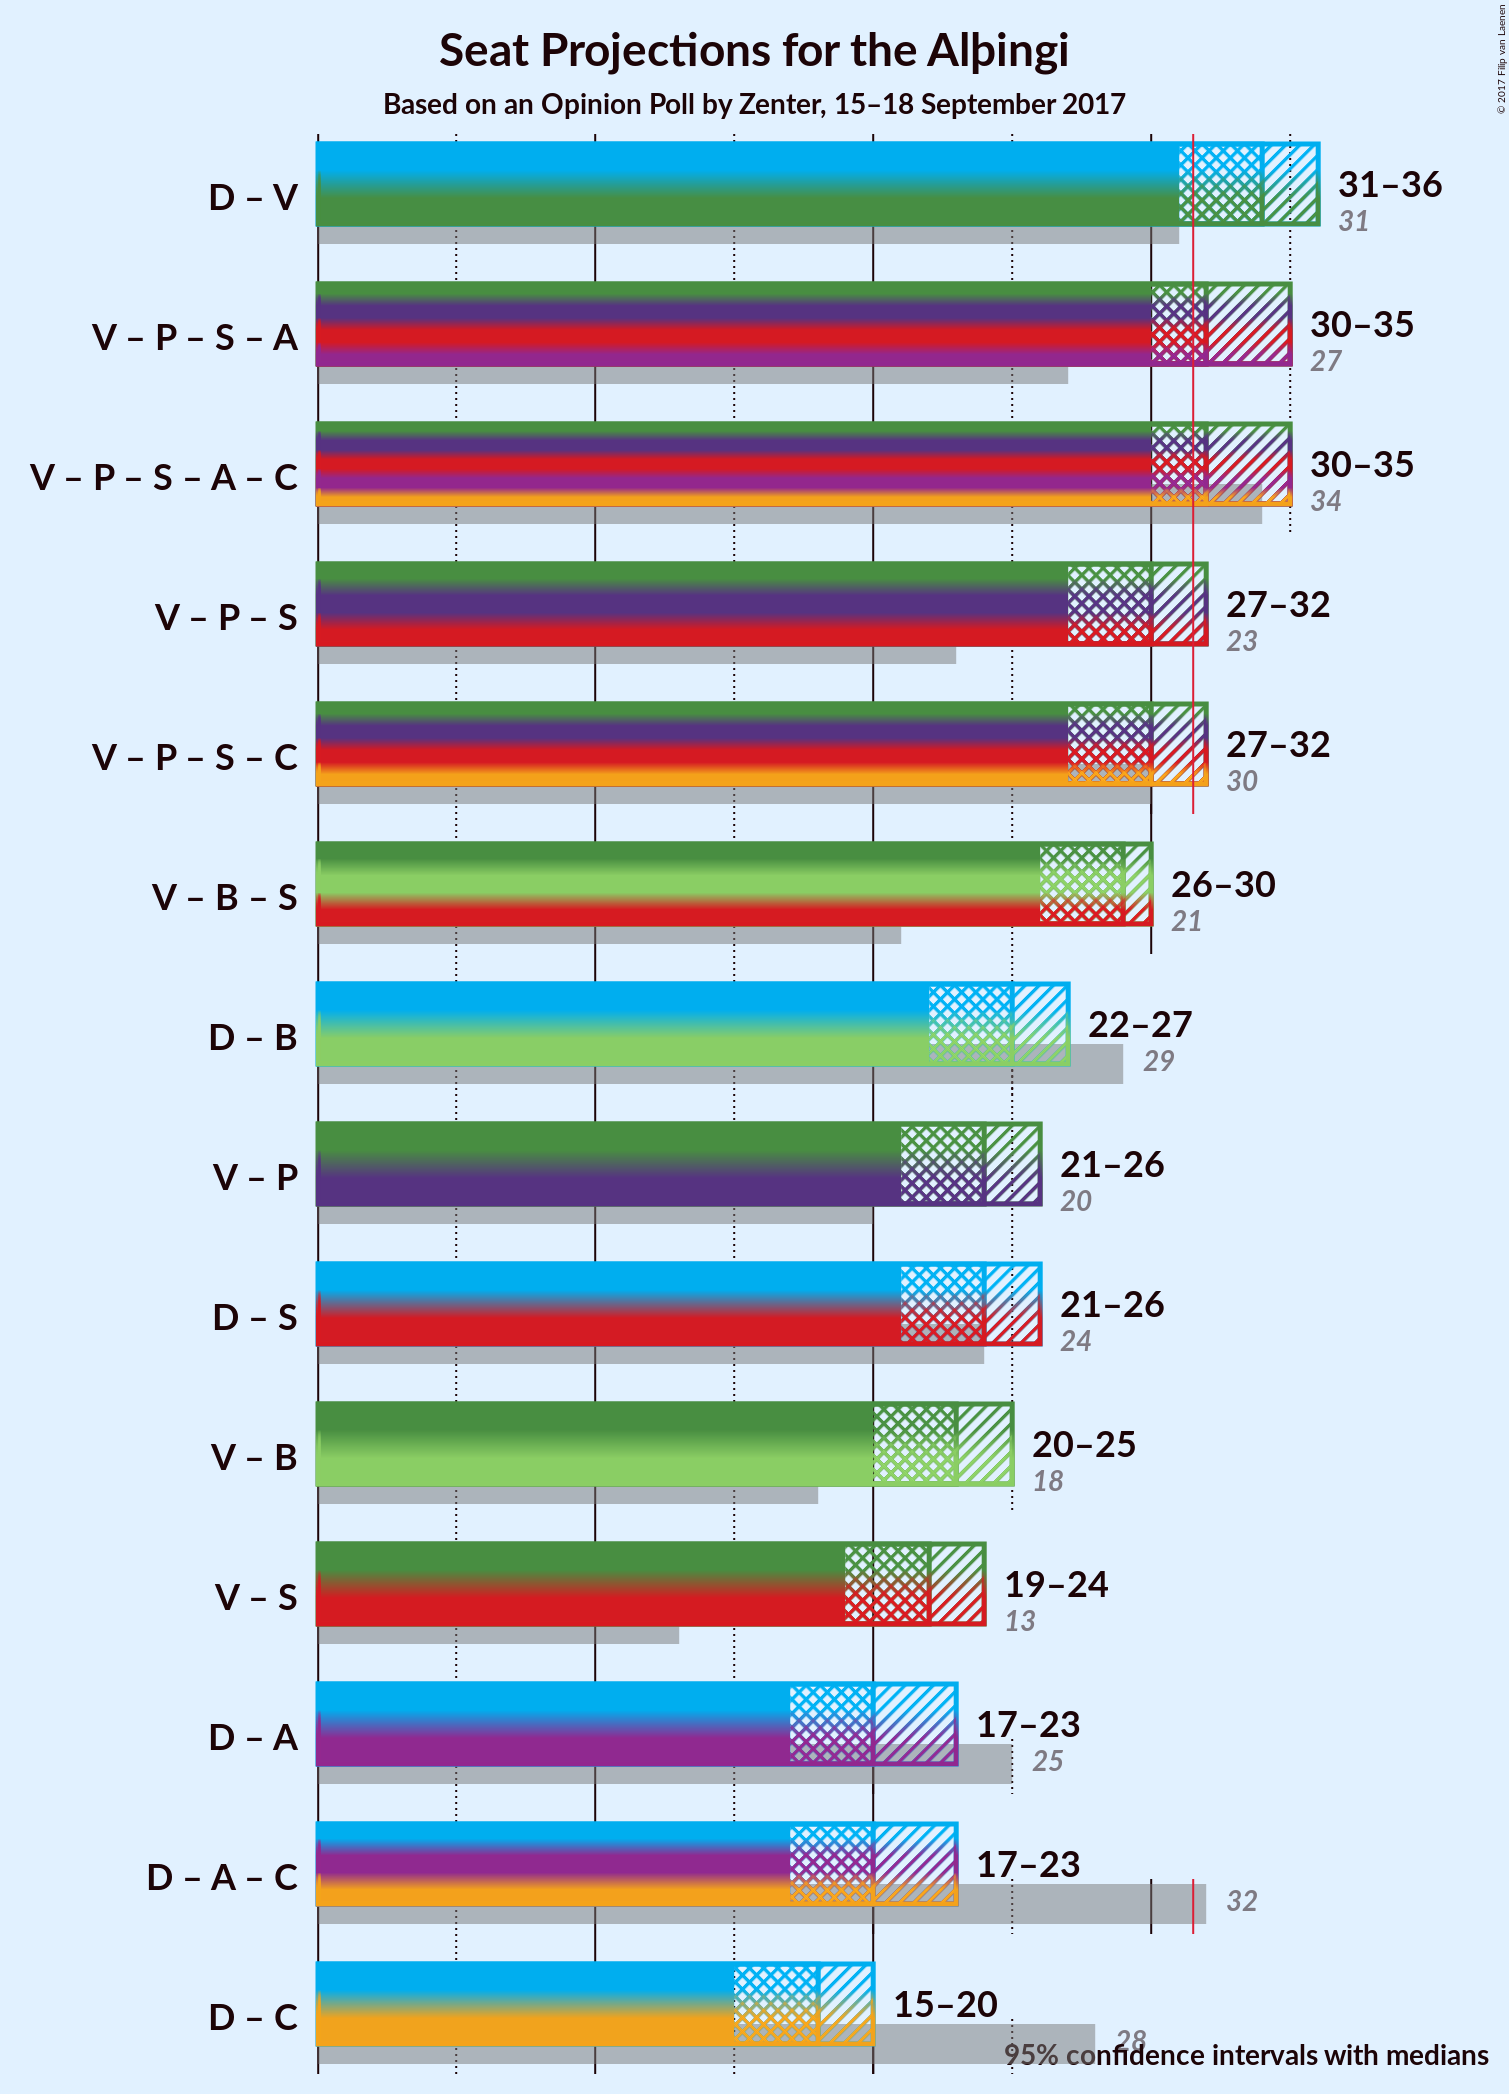 Seat Projections for the Alþingi
Based on an Opinion Poll by Zenter, 15–18 September 2017
© 2017 Filip van Laenen
D – V
31–36
31
V – P – S – A
30–35
27
V – P – S – A – C
30–35
34
V – P – S
27–32
23
V – P – S – C
27–32
30
V – B – S
26–30
21
D – B
22–27
29
V – P
21–26
20
D – S
21–26
24
V – B
20–25
18
V – S
19–24
13
D – A
17–23
25
D – A – C
17–23
32
D – C
15–20
28
95% confidence intervals with medians